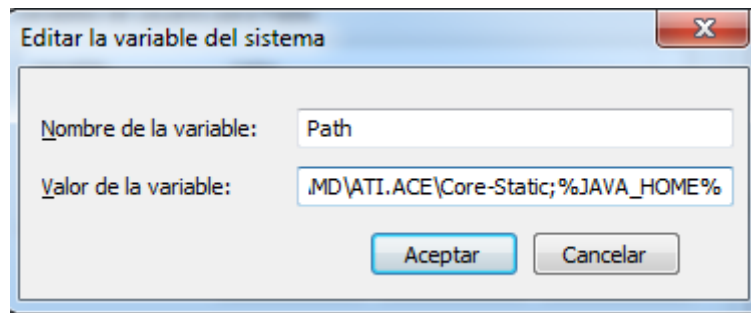 Editar la variable del sistema
Nombre de la variable: Path
Valor de la variable: .MD\ATI.ACE\Core-Static;%JAVA_HOME%
Aceptar Cancelar